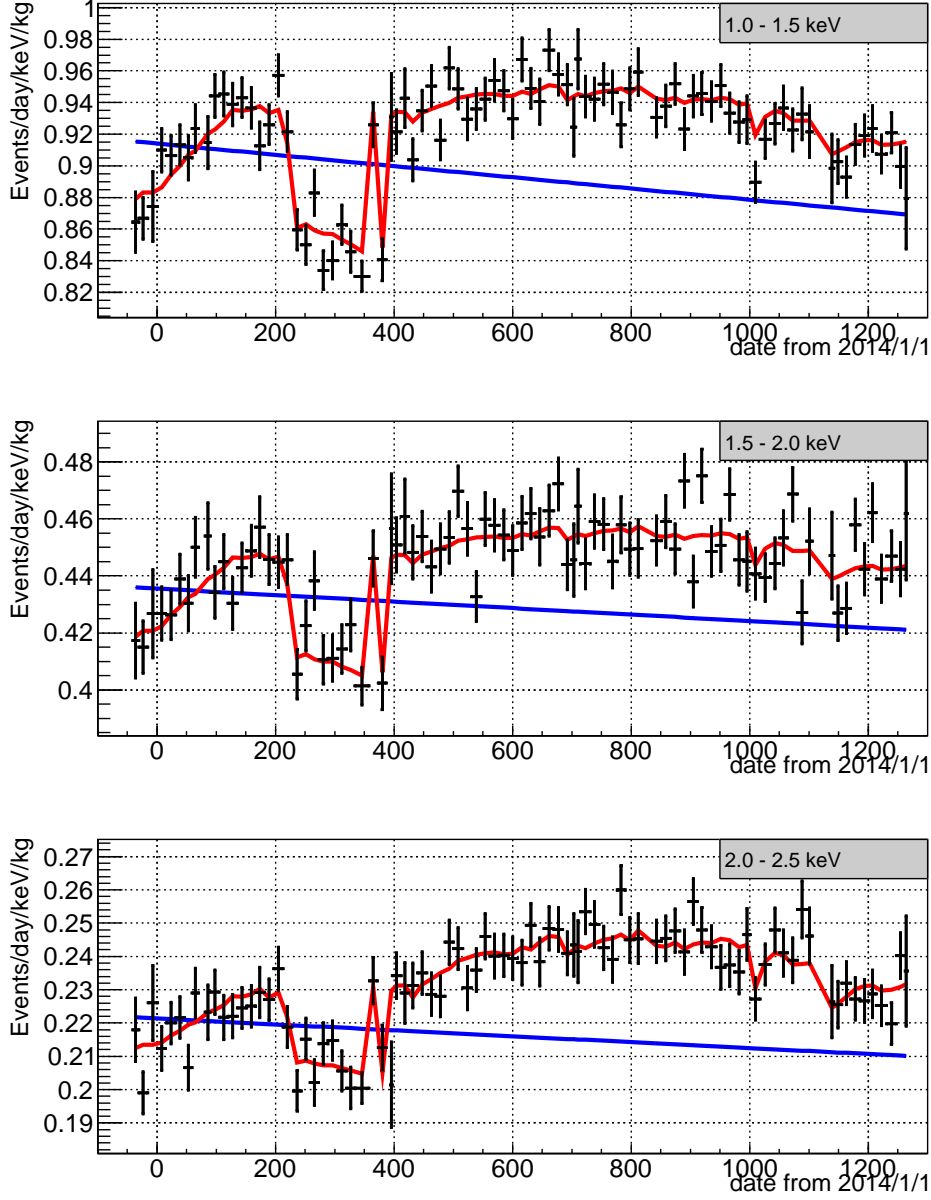 1.0 - 1.5 keV
Events/day/keV/kg
1
0.98
0.96
0.94
0.92
0.9
0.88
0.86
0.84
0.82
0 200 400 600 800 1000 1200
date from 2014/1/1
1.5 - 2.0 keV
Events/day/keV/kg
0.48
0.46
0.44
0.42
0.4
0 200 400 600 800 1000 1200
date from 2014/1/1
2.0 - 2.5 keV
Events/day/keV/kg
0.27
0.26
0.25
0.24
0.23
0.22
0.21
0.2
0.19
0 200 400 600 800 1000 1200
date from 2014/1/1